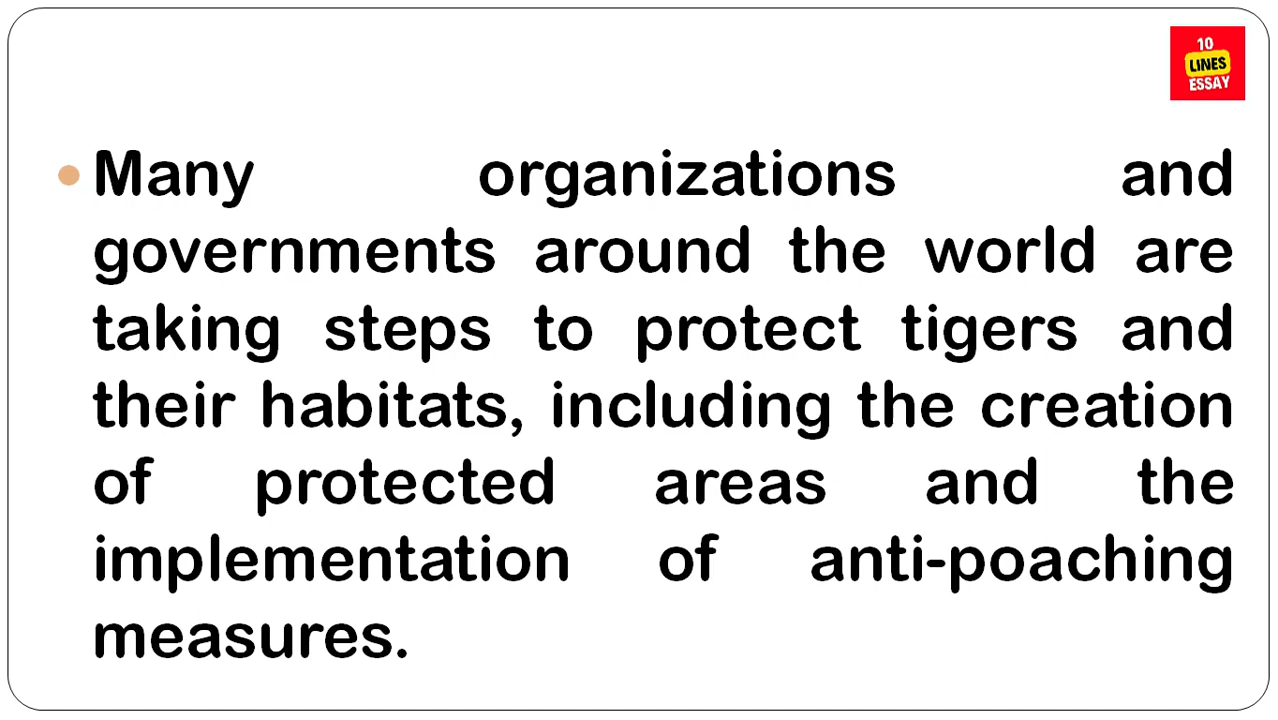 10
LINES
ESSAY
Many organizations and
governments around the world are
taking steps to protect tigers and
their habitats, including the creation
of protected areas and the
implementation of anti-poaching
measures.